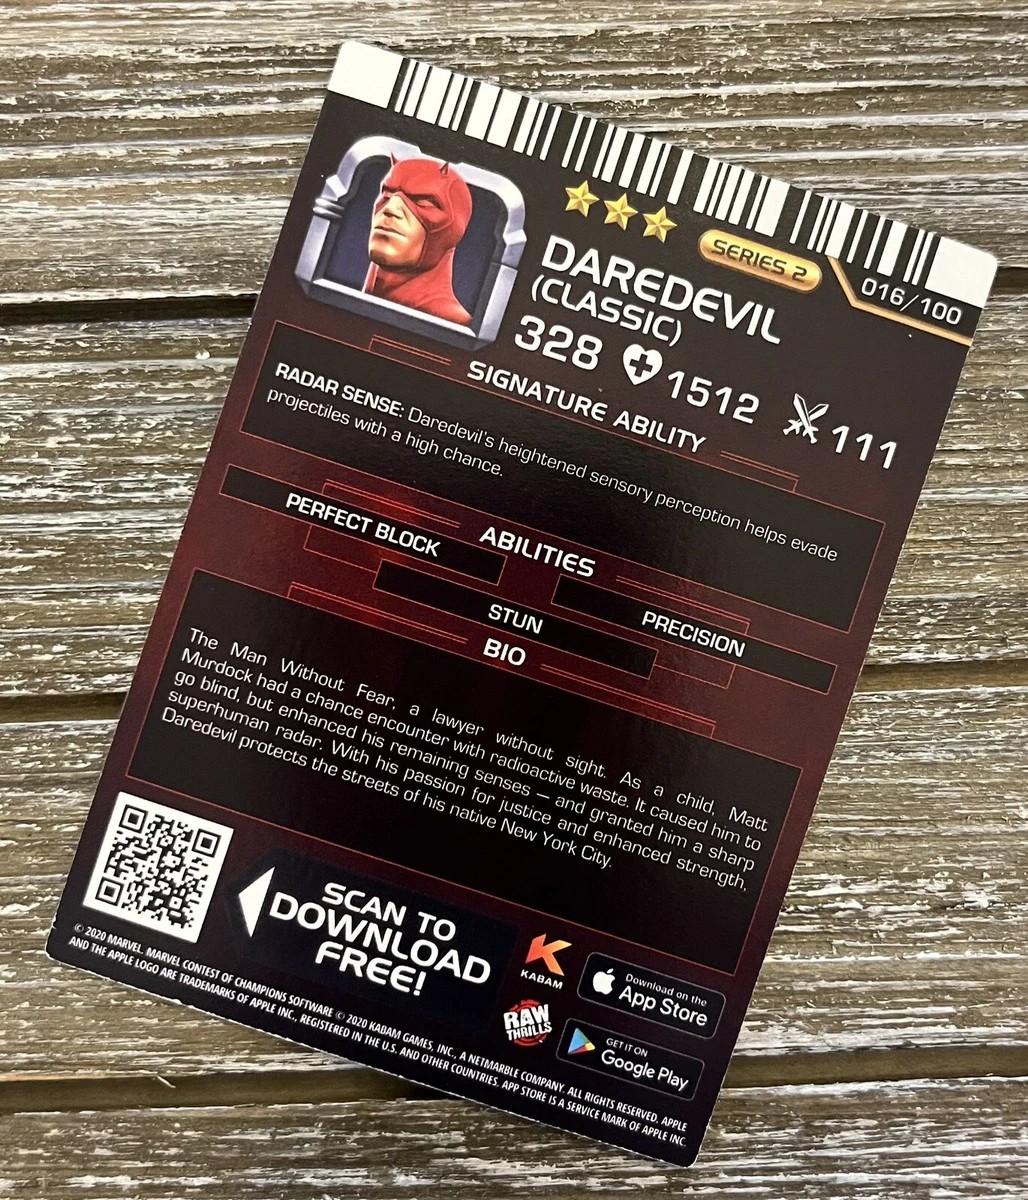 SERIES 2
016/100
DAREDEVIL
(CLASSIC)
328 1512 111
SIGNATURE ABILITY
RADAR SENSE: Daredevil's heightened sensory perception helps evade
projectiles with a high chance.
ABILITIES
PERFECT BLOCK
STUN
PRECISION
BIO
The Man Without Fear, a lawyer without sight. As a child, Matt
Murdock had a chance encounter with radioactive waste. It caused him to
go blind, but enhanced his remaining senses — and granted him a sharp
superhuman radar. With his passion for justice and enhanced strength,
Daredevil protects the streets of his native New York City.
SCAN TO
DOWNLOAD
FREE!
KABAM
RAW
THRILLS
Download on the
App Store
GET IT ON
Google Play
© 2020 MARVEL. MARVEL CONTEST OF CHAMPIONS SOFTWARE © 2020 KABAM GAMES, INC., A NETMARBLE COMPANY. ALL RIGHTS RESERVED. APPLE
AND THE APPLE LOGO ARE TRADEMARKS OF APPLE INC., REGISTERED IN THE U.S. AND OTHER COUNTRIES. APP STORE IS A SERVICE MARK OF APPLE INC.